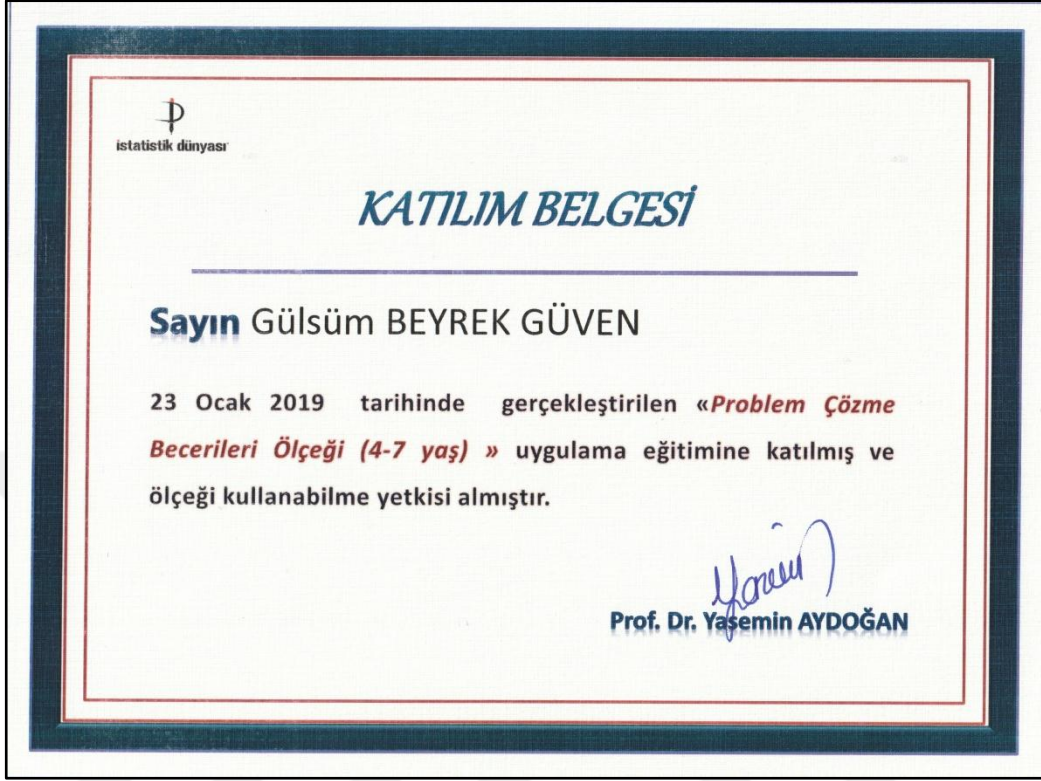 istatistik dünyası
KATILIM BELGESİ
Sayın Gülsüm BEYREK GÜVEN
23 Ocak 2019 tarihinde gerçekleştirilen «Problem Çözme
Becerileri Ölçeği (4-7 yaş) » uygulama eğitimine katılmış ve
ölçeği kullanabilme yetkisi almıştır.
Prof. Dr. Yaşemin AYDOĞAN